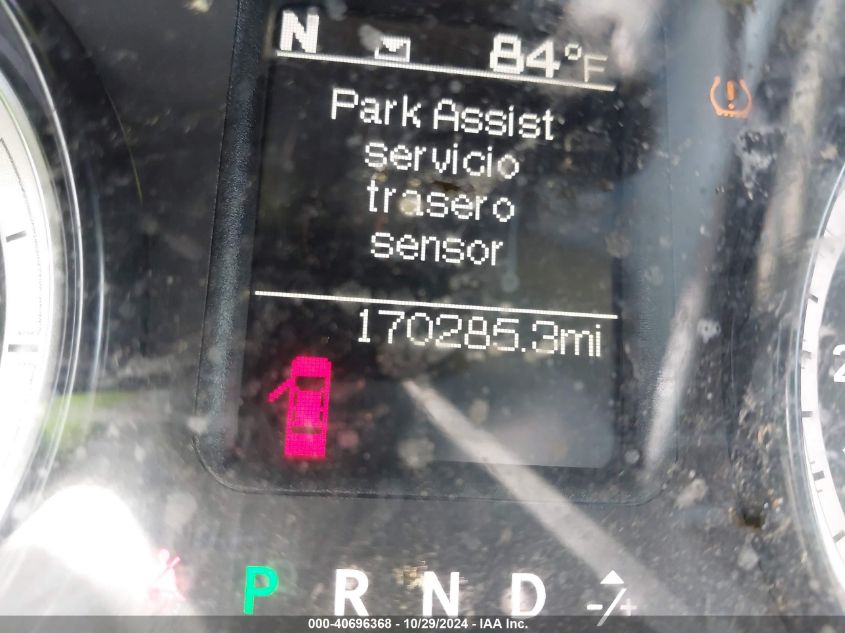 N 84°F
Park Assist
servicio
trasero
sensor
170285.3mi
P R N D -/+
000-40696368 - 10/29/2024 - IAA Inc.